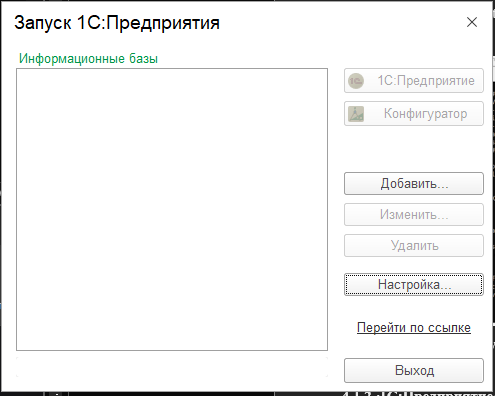 Запуск 1С:Предприятия
Информационные базы
1С:Предприятие
Конфигуратор
Добавить...
Изменить...
Удалить
Настройка...
Перейти по ссылке
Выход